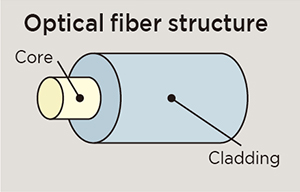 Optical fiber structure
Core
Cladding